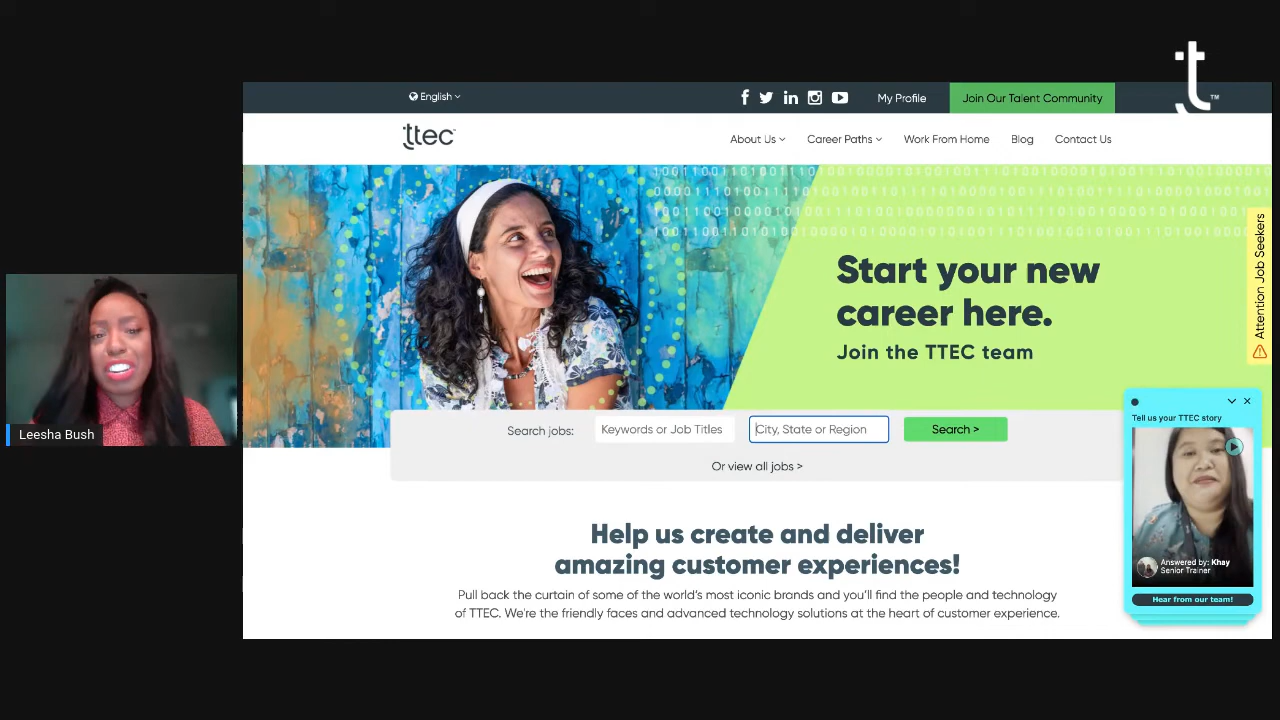 English
My Profile
Join Our Talent Community
t™
ttec™
About Us
Career Paths
Work From Home
Blog
Contact Us
Start your new
career here.
Join the TTEC team
Attention Job Seekers
Leesha Bush
Search jobs:
Keywords or Job Titles
City, State or Region
Search >
Or view all jobs >
Tell us your TTEC story
Answered by: Khay
Senior Trainer
Hear from our team!
Help us create and deliver
amazing customer experiences!
Pull back the curtain of some of the world's most iconic brands and you'll find the people and technology
of TTEC. We're the friendly faces and advanced technology solutions at the heart of customer experience.